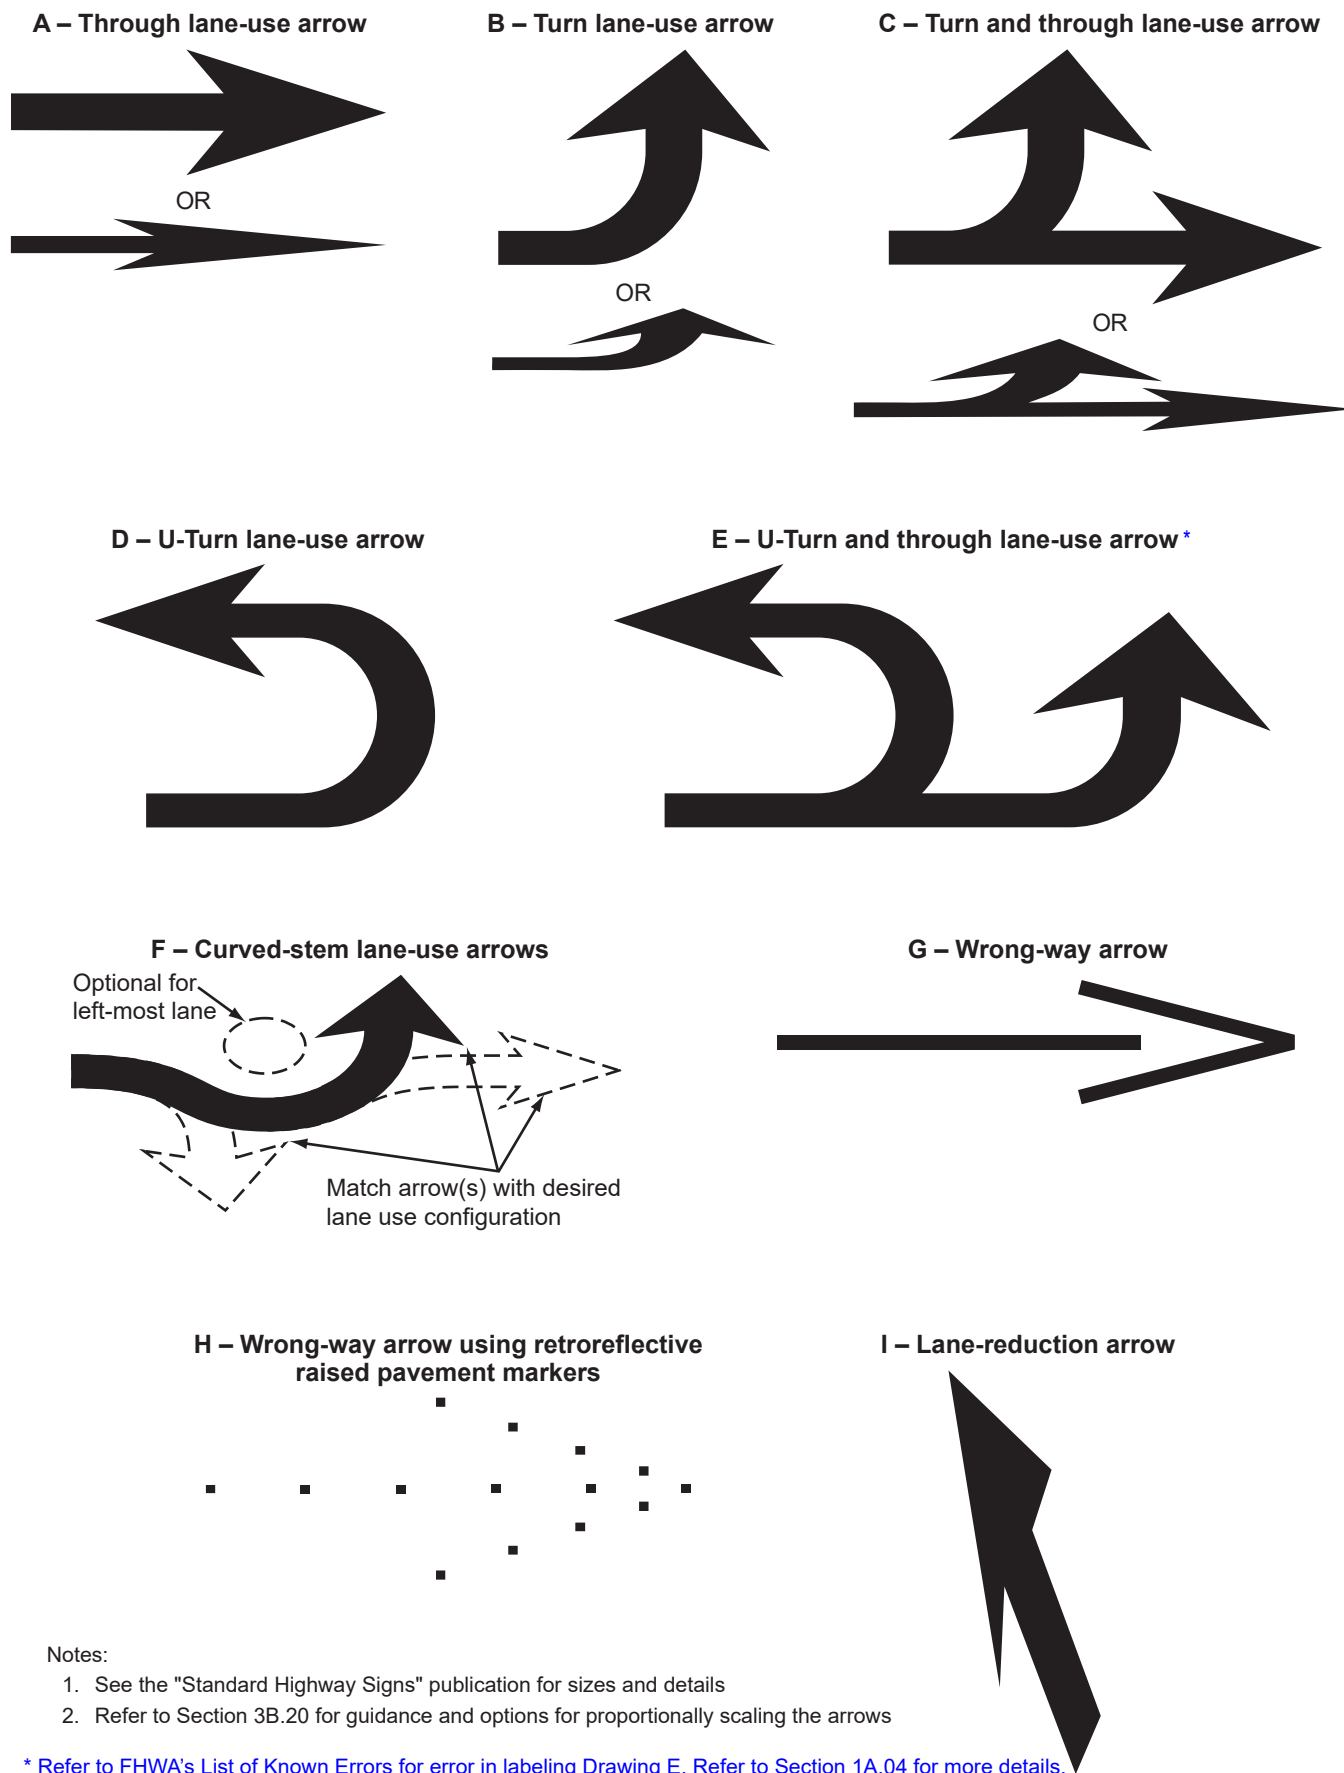 A – Through lane-use arrow
B – Turn lane-use arrow
C – Turn and through lane-use arrow
OR
OR
OR
D – U-Turn lane-use arrow
E – U-Turn and through lane-use arrow *
F – Curved-stem lane-use arrows
Optional for
left-most lane
Match arrow(s) with desired
lane use configuration
G – Wrong-way arrow
H – Wrong-way arrow using retroreflective
raised pavement markers
I – Lane-reduction arrow
Notes:
1. See the "Standard Highway Signs" publication for sizes and details
2. Refer to Section 3B.20 for guidance and options for proportionally scaling the arrows
* Refer to FHWA's List of Known Errors for error in labeling Drawing E. Refer to Section 1A.04 for more details.